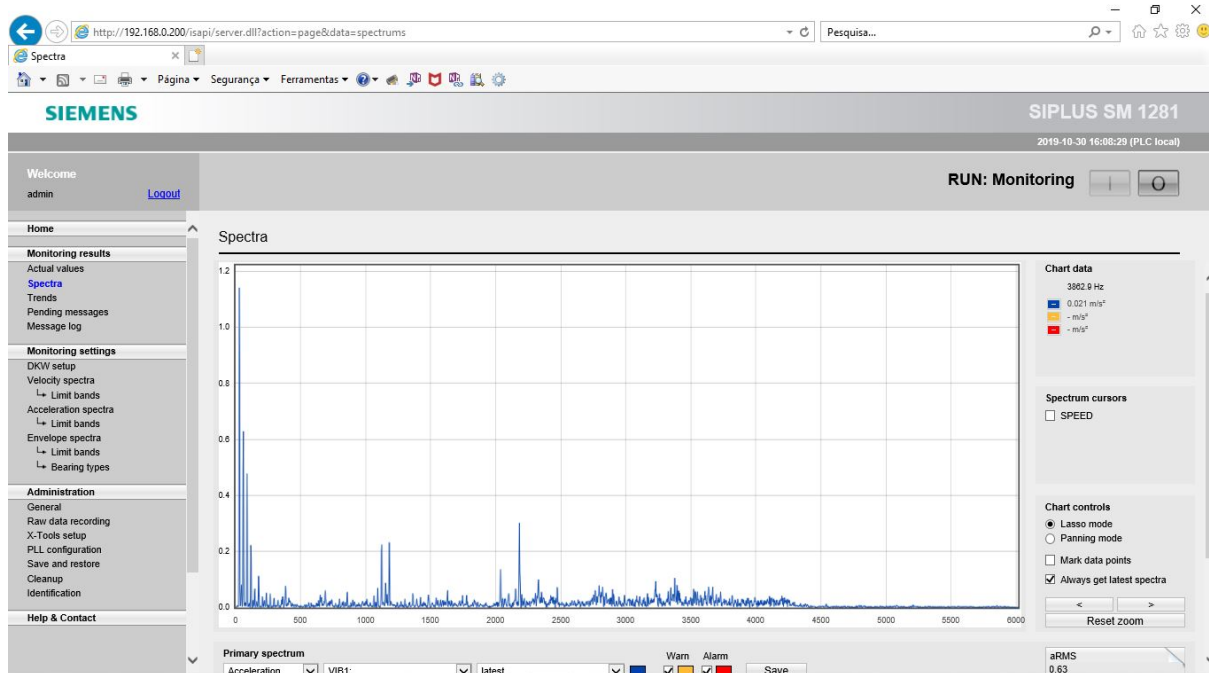 http://192.168.0.200/isapi/server.dll?action=page&data=spectrums
Pesquisa...
Spectra
Página Segurança Ferramentas
SIEMENS
SIPLUS SM 1281
2019-10-30 16:08:29 (PLC local)
Welcome
admin Logout
RUN: Monitoring I O
Home
Monitoring results
Actual values
Spectra
Trends
Pending messages
Message log
Monitoring settings
DKW setup
Velocity spectra
Limit bands
Acceleration spectra
Limit bands
Envelope spectra
Limit bands
Bearing types
Administration
General
Raw data recording
X-Tools setup
PLL configuration
Save and restore
Cleanup
Identification
Help & Contact
Spectra
1.2
1.0
0.8
0.6
0.4
0.2
0.0
0 500 1000 1500 2000 2500 3000 3500 4000 4500 5000 5500 6000
Chart data
3862.9 Hz
0.021 m/s²
- m/s²
- m/s²
Spectrum cursors
SPEED
Chart controls
Lasso mode
Panning mode
Mark data points
Always get latest spectra
< >
Reset zoom
Primary spectrum Warn Alarm
Acceleration VIB1: latest Save
aRMS
0.63